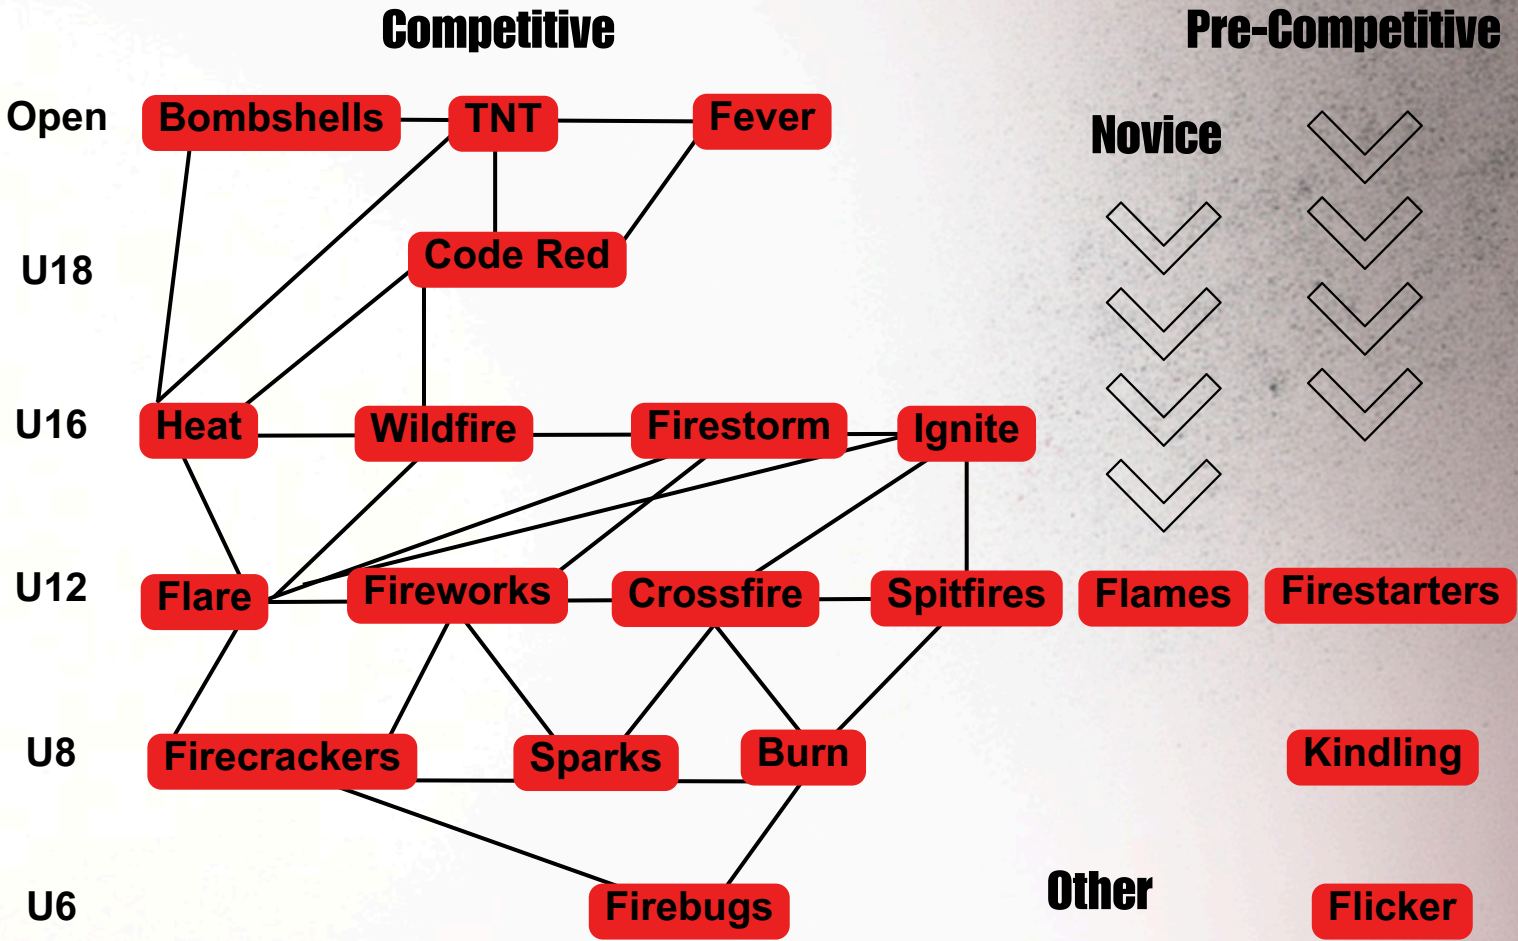 Competitive
Pre-Competitive
Open
Bombshells
TNT
Fever
Novice
U18
Code Red
U16
Heat
Wildfire
Firestorm
Ignite
U12
Flare
Fireworks
Crossfire
Spitfires
Flames
Firestarters
U8
Firecrackers
Sparks
Burn
Kindling
U6
Firebugs
Other
Flicker